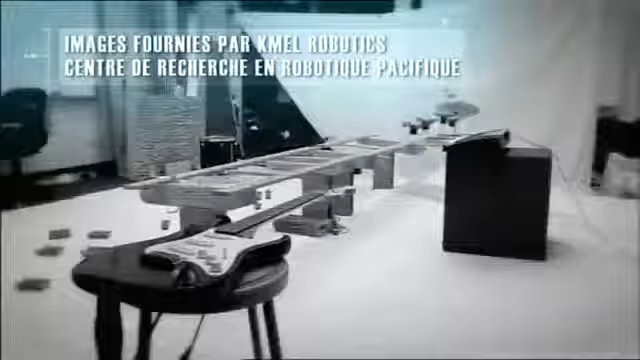 IMAGES FOURNIES PAR KMEL ROBOTICS
CENTRE DE RECHERCHE EN ROBOTIQUE PACIFIQUE